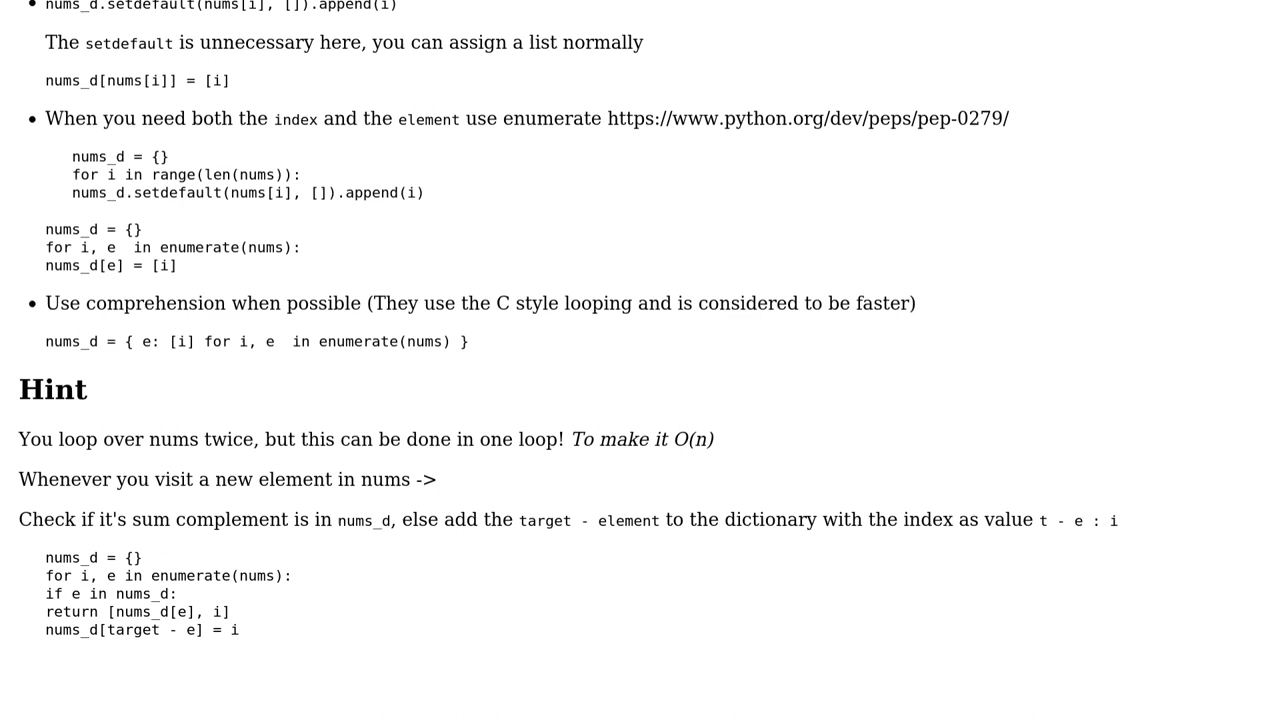 nums_d.setdefault(nums[i], []).append(i)
The setdefault is unnecessary here, you can assign a list normally
nums_d[nums[i]] = [i]
• When you need both the index and the element use enumerate https://www.python.org/dev/peps/pep-0279/
nums_d = {}
for i in range(len(nums)):
nums_d.setdefault(nums[i], []).append(i)
nums_d = {}
for i, e  in enumerate(nums):
nums_d[e] = [i]
• Use comprehension when possible (They use the C style looping and is considered to be faster)
nums_d = { e: [i] for i, e  in enumerate(nums) }
Hint
You loop over nums twice, but this can be done in one loop! To make it O(n)
Whenever you visit a new element in nums ->
Check if it's sum complement is in nums_d, else add the target - element to the dictionary with the index as value t - e : i
nums_d = {}
for i, e in enumerate(nums):
if e in nums_d:
return [nums_d[e], i]
nums_d[target - e] = i